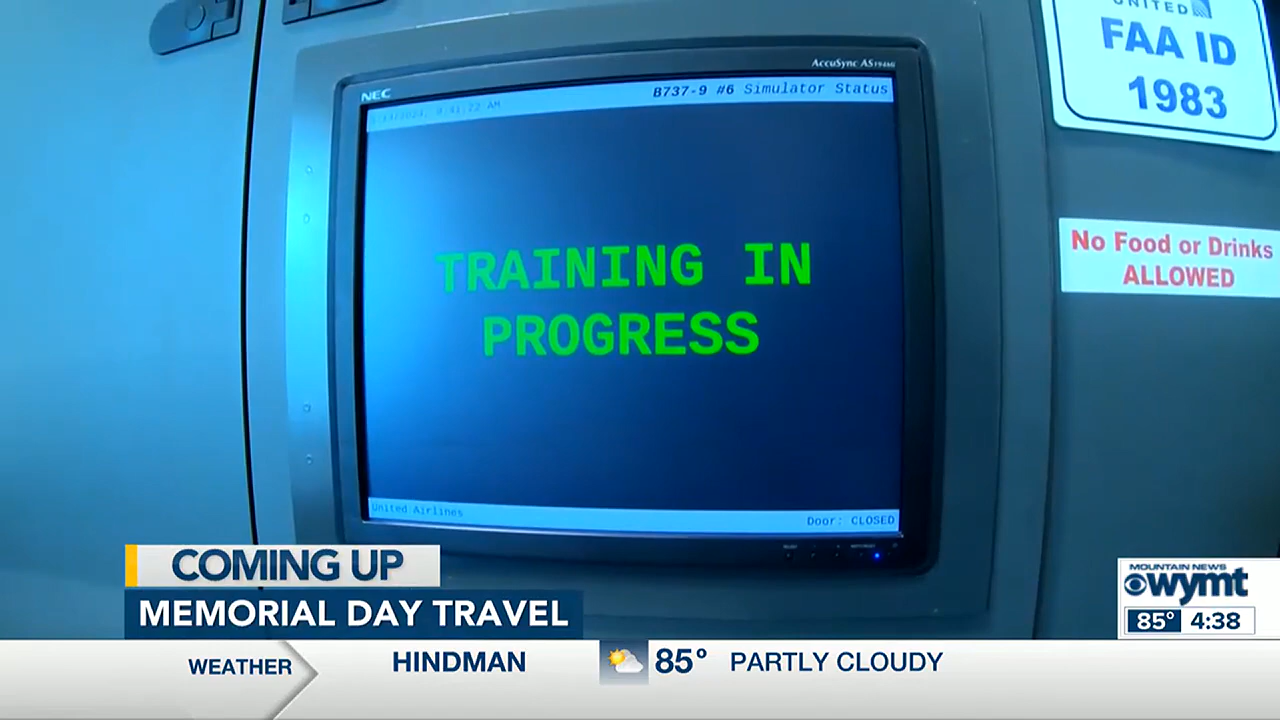 UNITED
FAA ID
1983
NEC
B737-9 #6 Simulator Status
TRAINING IN
PROGRESS
No Food or Drinks
ALLOWED
United Airlines
Door: CLOSED
COMING UP
MEMORIAL DAY TRAVEL
MOUNTAIN NEWS
wymt
85° 4:38
WEATHER
HINDMAN
85° PARTLY CLOUDY